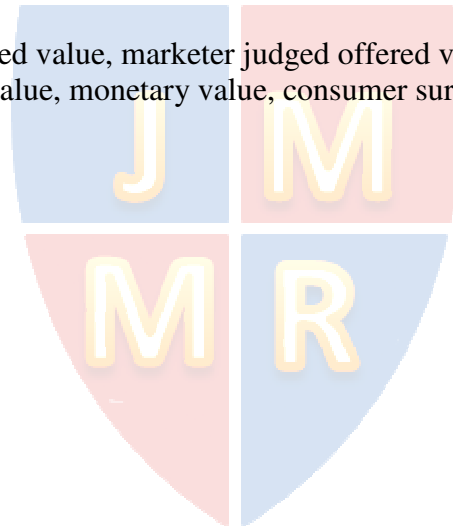 ed value, marketer judged offered v
alue, monetary value, consumer sur
J M
M R